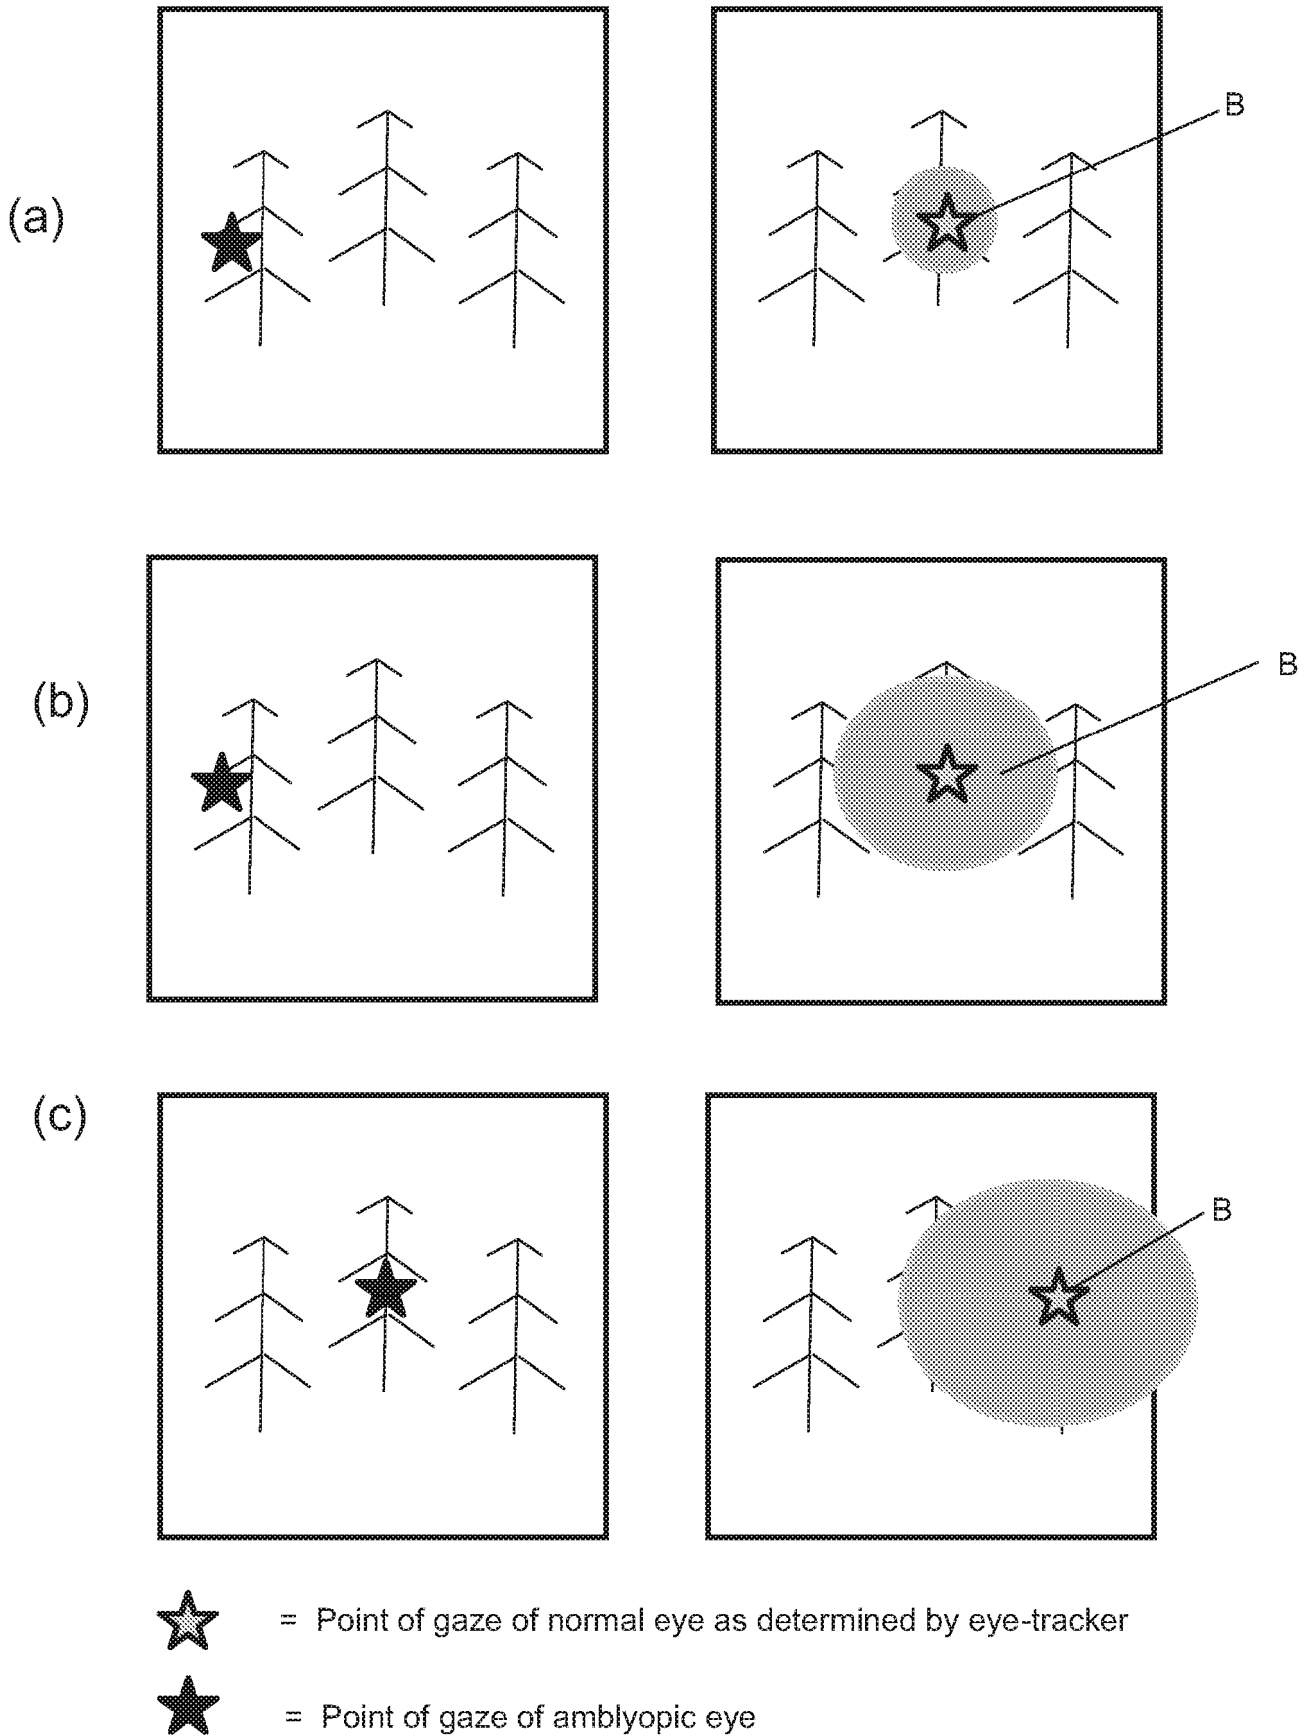 B
(a)
B
(b)
(c)
B
= Point of gaze of normal eye as determined by eye-tracker
= Point of gaze of amblyopic eye